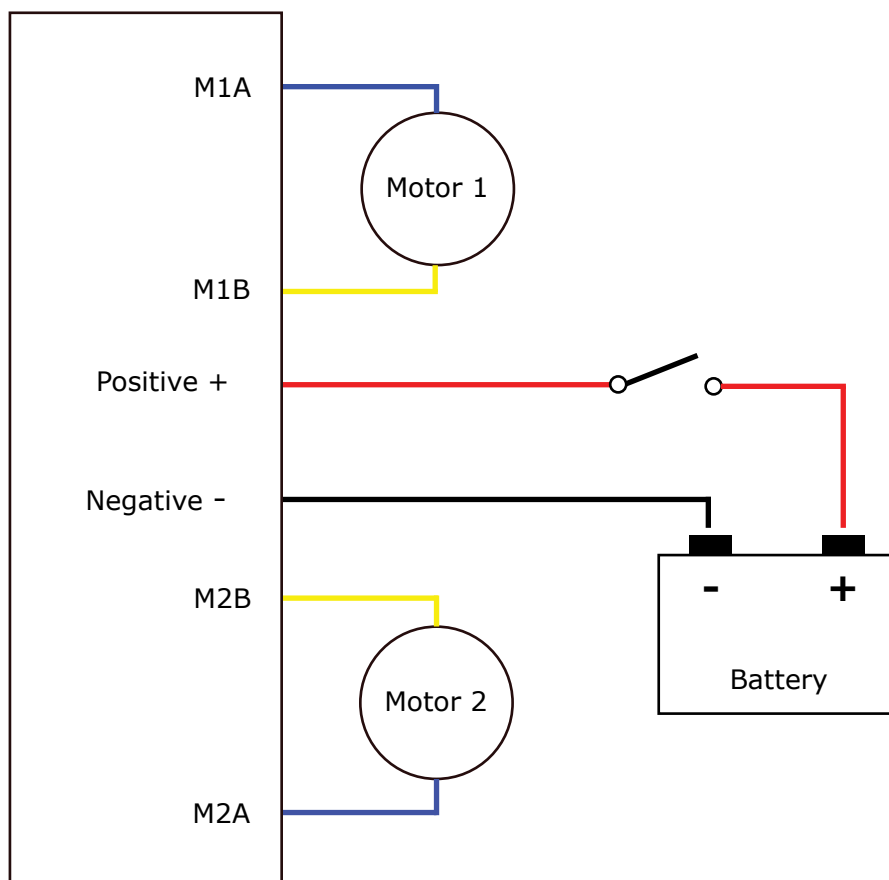 M1A
Motor 1
M1B
Positive +
Negative -
- +
M2B
Battery
Motor 2
M2A